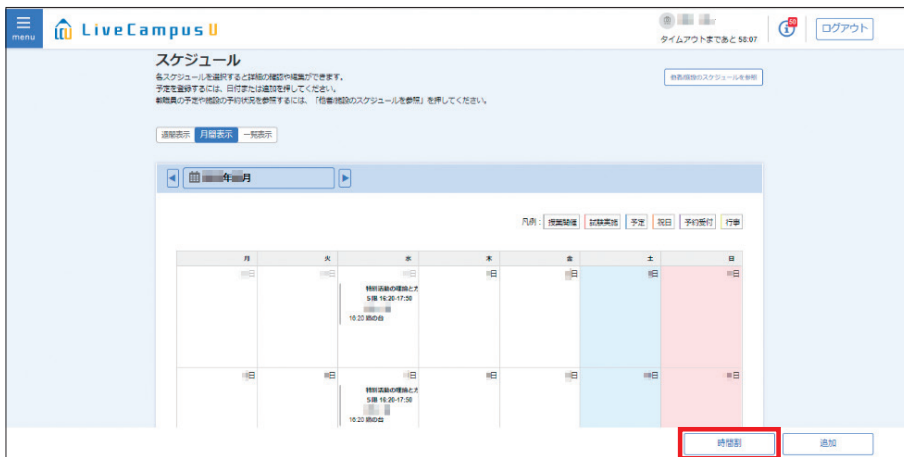 menu
LiveCampusU
タイムアウトまであと 58:07
ログアウト
スケジュール
各スケジュールを選択すると詳細の確認や編集ができます。
予定を登録するには、日付または追加を押してください。
教職員の予定や施設の予約状況を参照するには、「他者/施設のスケジュールを参照」を押してください。
他者/施設のスケジュールを参照
週間表示 月間表示 一覧表示
年 月
凡例: 授業開催 試験実施 予定 祝日 予約受付 行事
月 火 水 木 金 土 日
日 日 日 日 日 日 日
特別活動の理論と方
5限 16:20-17:50
16:20
日 日 日 日 日 日 日
特別活動の理論と方
5限 16:20-17:50
16:20
時間割 追加